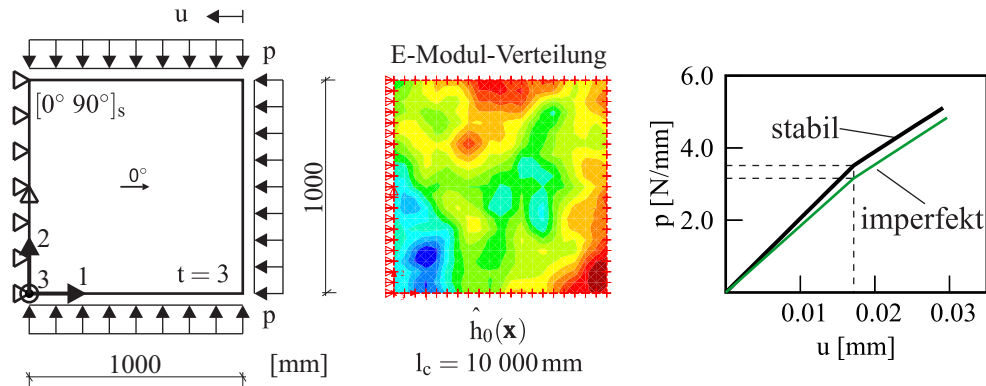 u
p
[0° 90°]s
0°
1000
2
3
1
t = 3
p
1000
[mm]
E-Modul-Verteilung
ĥ0(x)
lc = 10 000 mm
6.0
4.0
2.0
p [N/mm]
stabil
imperfekt
0.01
0.02
0.03
u [mm]